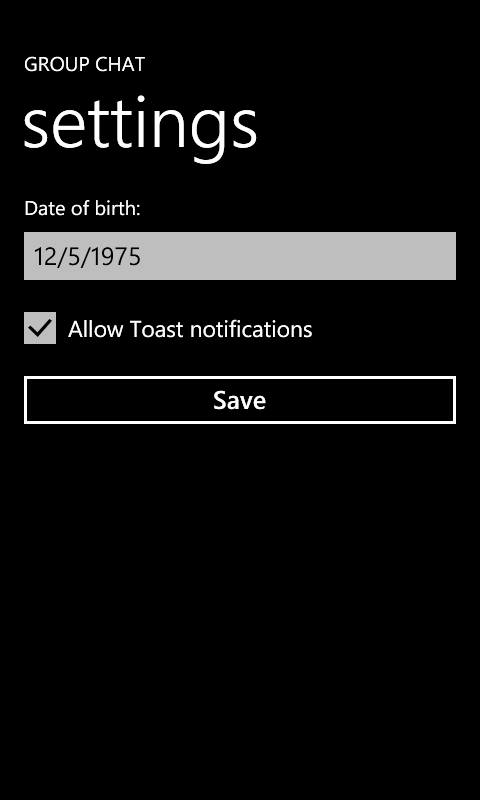 GROUP CHAT
settings
Date of birth:
12/5/1975
Allow Toast notifications
Save